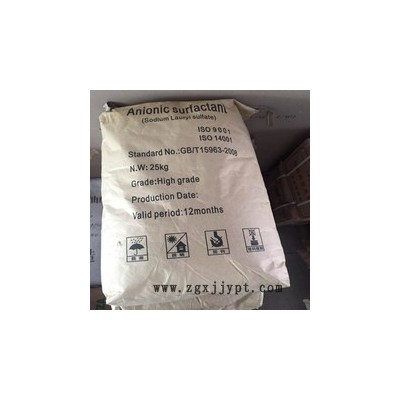 Anionic surfactant
(Sodium Lauryl sulfate)
ISO 9001
ISO 14001
Standard No.:GB/T15963-2008
N.W: 25kg
Grade:High grade
Production Date:
Valid period:12months
www.zgxjjypt.com